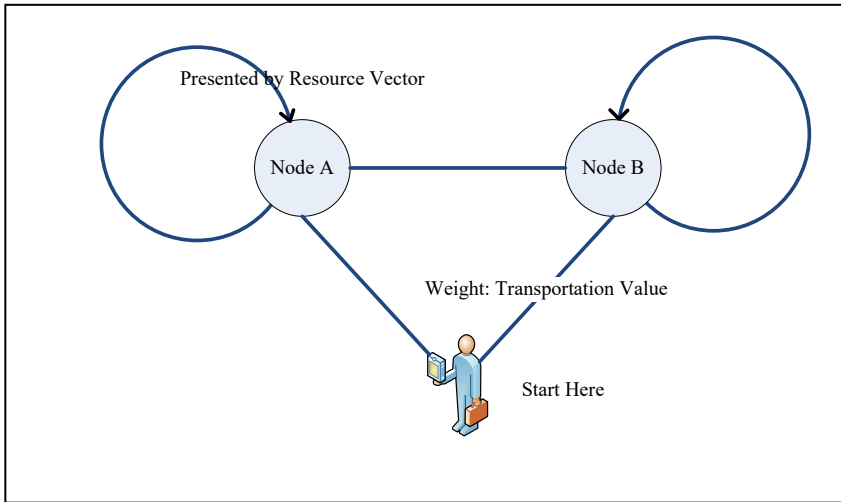 Presented by Resource Vector
Node A
Node B
Weight: Transportation Value
Start Here